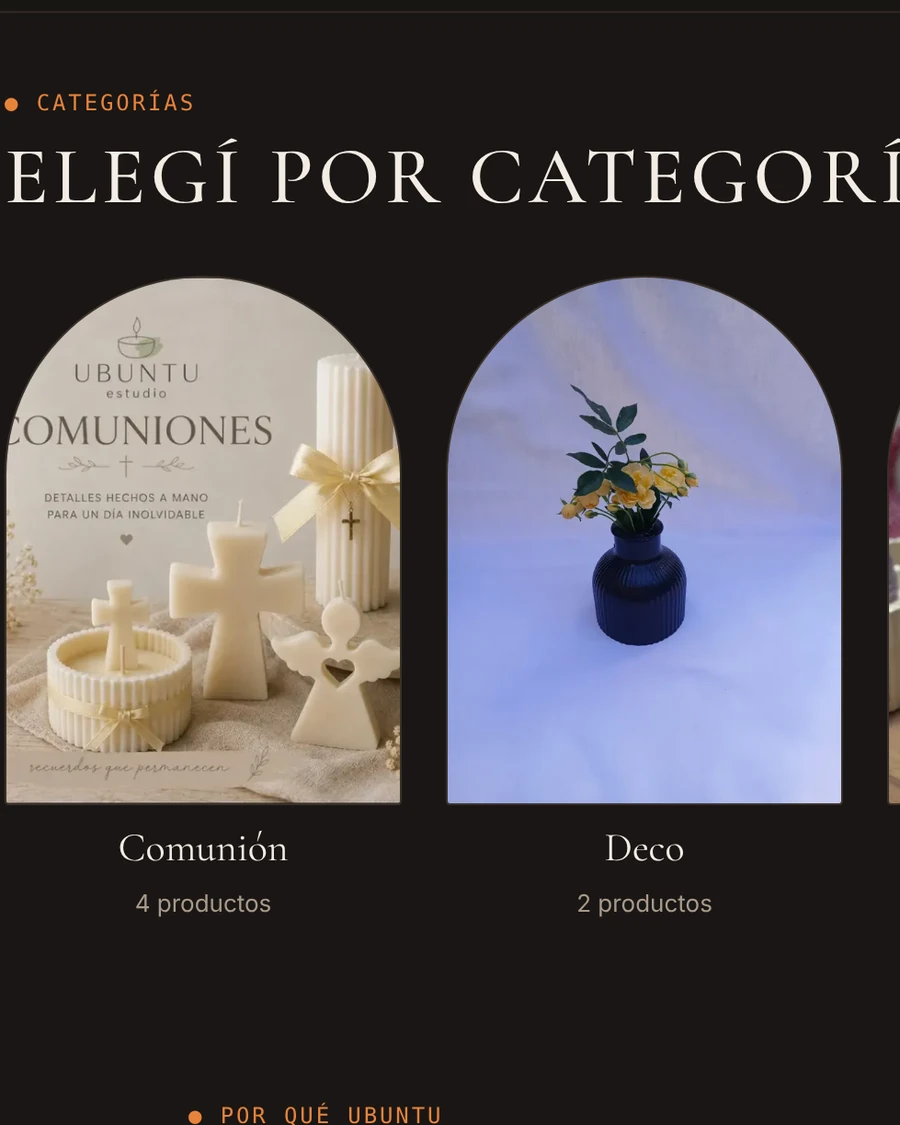 CATEGORÍAS
ELEGÍ POR CATEGORÍ
UBUNTU
estudio
COMUNIONES
DETALLES HECHOS A MANO
PARA UN DÍA INOLVIDABLE
recuerdos que permanecen
Comunión
Deco
4 productos
2 productos
POR QUÉ UBUNTU